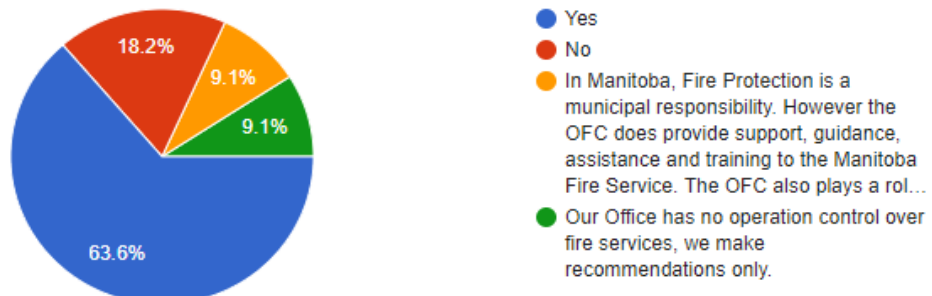 18.2%
9.1%
9.1%
63.6%
Yes
No
In Manitoba, Fire Protection is a
municipal responsibility. However the
OFC does provide support, guidance,
assistance and training to the Manitoba
Fire Service. The OFC also plays a rol...
Our Office has no operation control over
fire services, we make
recommendations only.